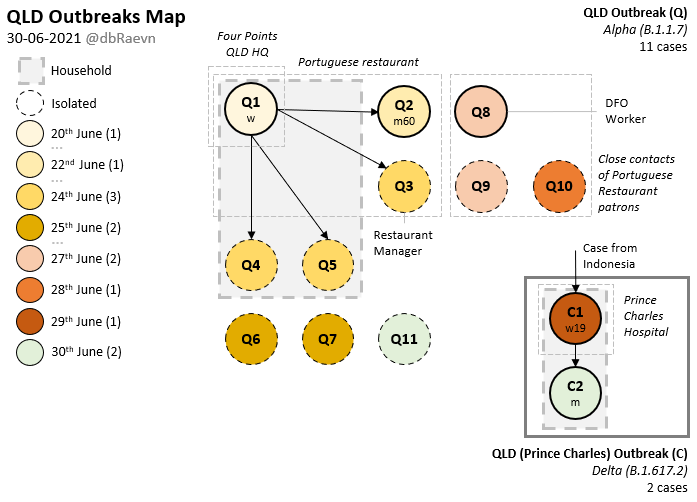 QLD Outbreaks Map
30-06-2021 @dbRaevn
Household
Isolated
20th June (1)
...
22nd June (1)
...
24th June (3)
25th June (2)
...
27th June (2)
28th June (1)
29th June (1)
30th June (2)
Four Points
QLD HQ
Portuguese restaurant
QLD Outbreak (Q)
Alpha (B.1.1.7)
11 cases
Q1
w
Q2
m60
Q8
DFO
Worker
Q3
Q9
Q10
Close contacts
of Portuguese
Restaurant
patrons
Restaurant
Manager
Q4
Q5
Q6
Q7
Q11
Case from
Indonesia
C1
w19
Prince
Charles
Hospital
C2
m
QLD (Prince Charles) Outbreak (C)
Delta (B.1.617.2)
2 cases